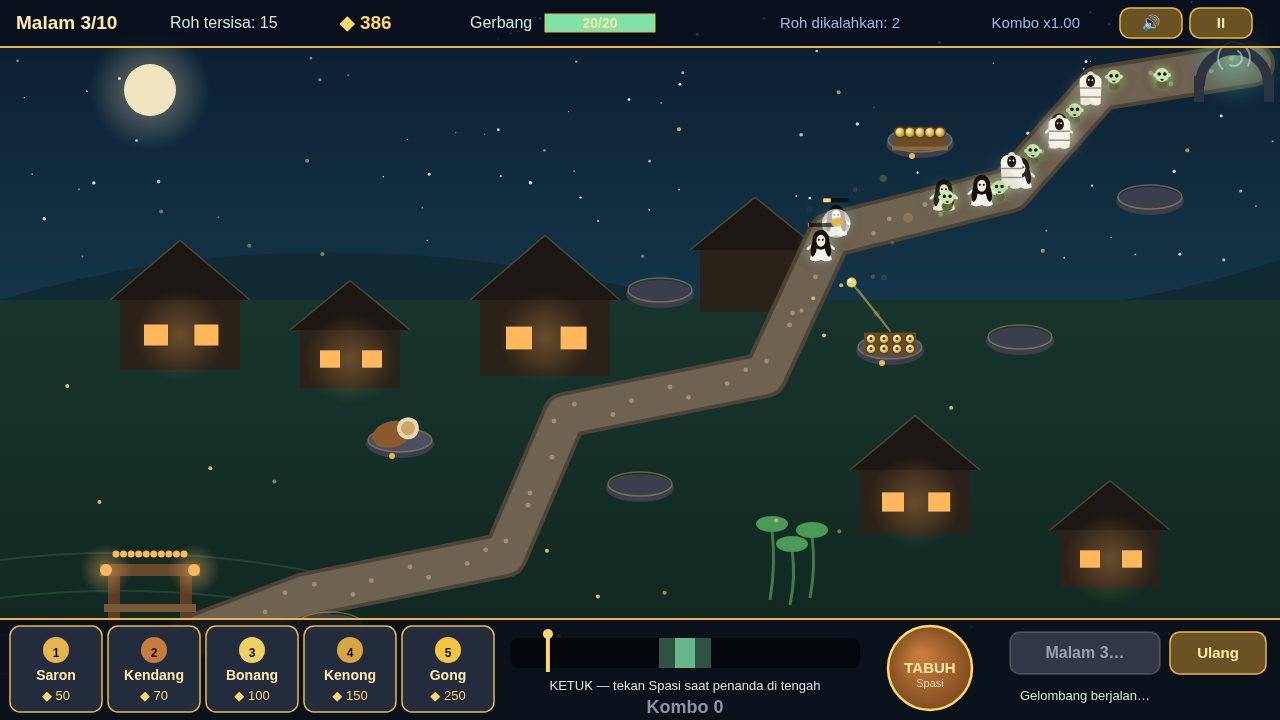 Malam 3/10 Roh tersisa: 15 ◆ 386 Gerbang 20/20 Roh dikalahkan: 2 Kombo x1.00
1 2 3 4 5
Saron Kendang Bonang Kenong Gong
◆ 50 ◆ 70 ◆ 100 ◆ 150 ◆ 250
KETUK — tekan Spasi saat penanda di tengah
Kombo 0
TABUH
Spasi
Malam 3… Ulang
Gelombang berjalan…